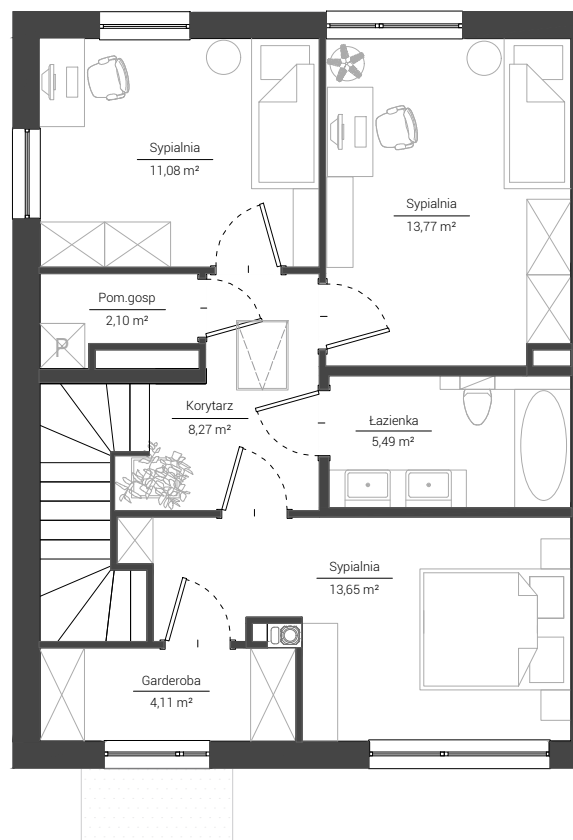 Sypialnia
11,08 m²
Sypialnia
13,77 m²
Pom.gosp
2,10 m²
P
Korytarz
8,27 m²
Łazienka
5,49 m²
Sypialnia
13,65 m²
Garderoba
4,11 m²